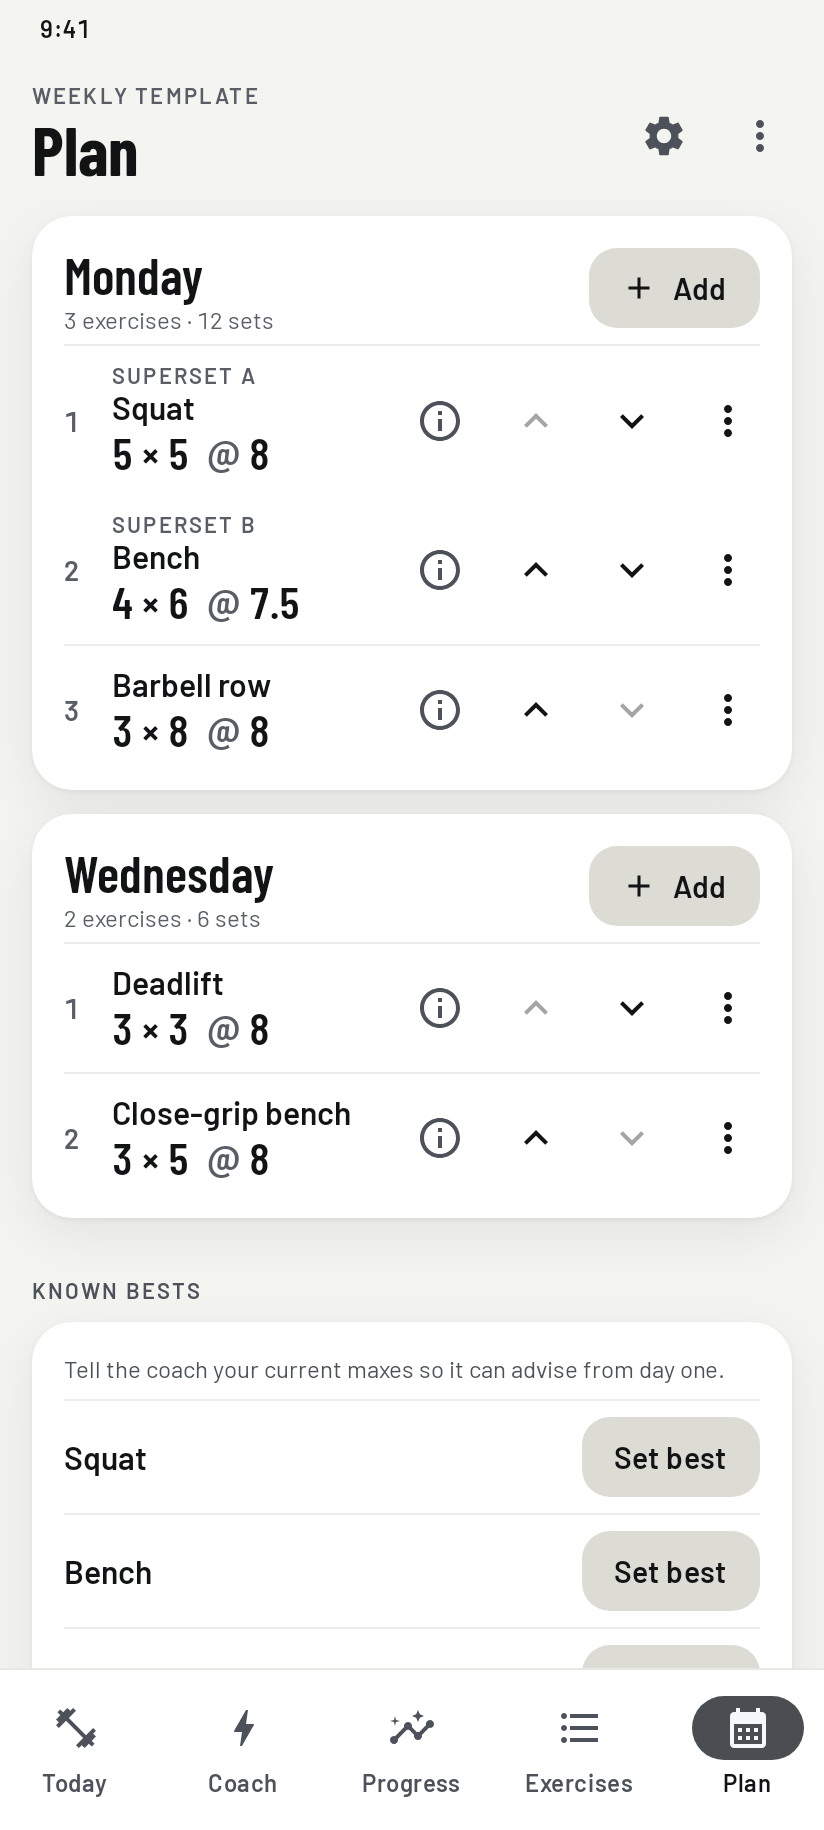 9:41
WEEKLY TEMPLATE
Plan
Monday
Add
3 exercises · 12 sets
SUPERSET A
1
Squat
5 × 5 @ 8
SUPERSET B
2
Bench
4 × 6 @ 7.5
3
Barbell row
3 × 8 @ 8
Wednesday
Add
2 exercises · 6 sets
1
Deadlift
3 × 3 @ 8
2
Close-grip bench
3 × 5 @ 8
KNOWN BESTS
Tell the coach your current maxes so it can advise from day one.
Squat
Set best
Bench
Set best
Today
Coach
Progress
Exercises
Plan